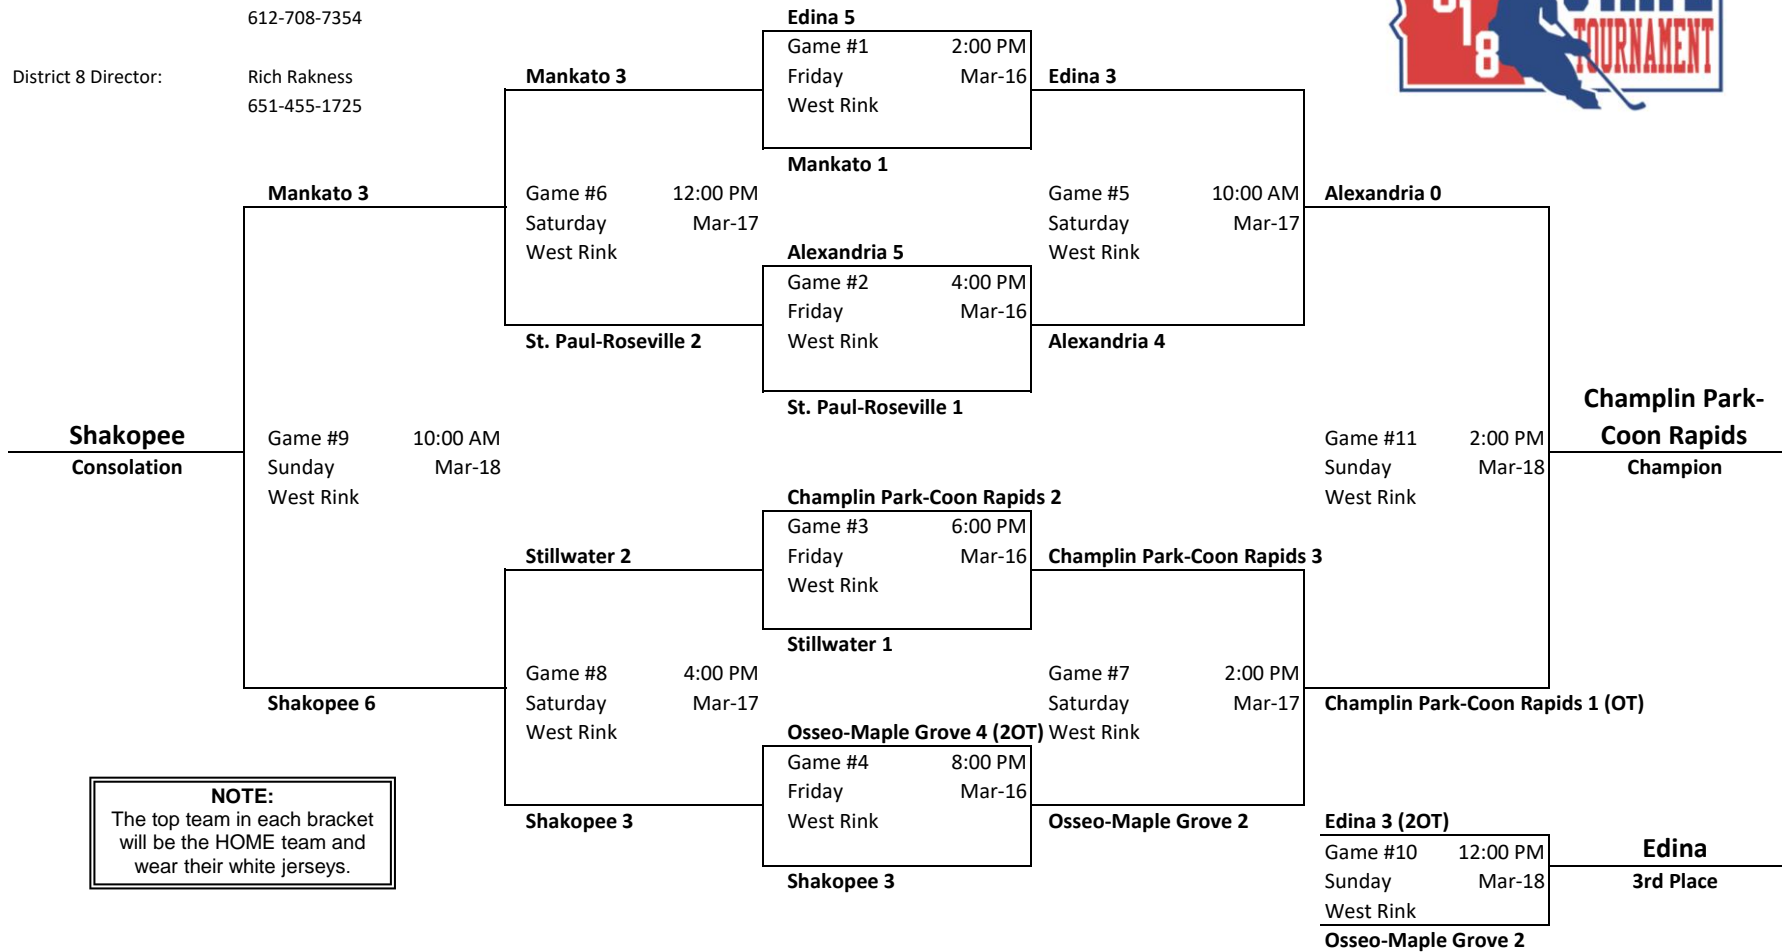 612-708-7354
Edina 5
818
STATE
TOURNAMENT
Game #1 2:00 PM
District 8 Director: Rich Rakness
Mankato 3
Friday Mar-16
Edina 3
651-455-1725
West Rink
Mankato 1
Mankato 3
Game #6 12:00 PM
Game #5 10:00 AM
Alexandria 0
Saturday Mar-17
Saturday Mar-17
West Rink
Alexandria 5
West Rink
Game #2 4:00 PM
Friday Mar-16
St. Paul-Roseville 2
West Rink
Alexandria 4
St. Paul-Roseville 1
Champlin Park-
Coon Rapids
Shakopee
Game #9 10:00 AM
Game #11 2:00 PM
Consolation
Sunday Mar-18
Sunday Mar-18
Champion
West Rink
Champlin Park-Coon Rapids 2
West Rink
Game #3 6:00 PM
Stillwater 2
Friday Mar-16
Champlin Park-Coon Rapids 3
West Rink
Stillwater 1
Game #8 4:00 PM
Game #7 2:00 PM
Shakopee 6
Saturday Mar-17
Saturday Mar-17
Champlin Park-Coon Rapids 1 (OT)
West Rink
Osseo-Maple Grove 4 (2OT)
West Rink
Game #4 8:00 PM
Friday Mar-16
NOTE:
The top team in each bracket
will be the HOME team and
wear their white jerseys.
Shakopee 3
West Rink
Osseo-Maple Grove 2
Edina 3 (2OT)
Game #10 12:00 PM
Edina
Shakopee 3
Sunday Mar-18
3rd Place
West Rink
Osseo-Maple Grove 2